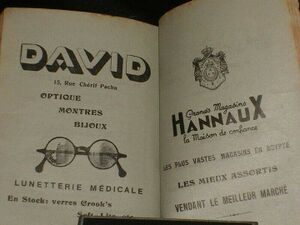 DAVID
15, Rue Chérif Pacha
OPTIQUE
MONTRES
BIJOUX
LUNETTERIE MÉDICALE
En Stock: verres Crook's
Grands Magasins
HANNAUX
la Maison de confiance
LES PLUS VASTES MAGASINS EN EGYPTE
LES MIEUX ASSORTIS
VENDANT LE MEILLEUR MARCHÉ